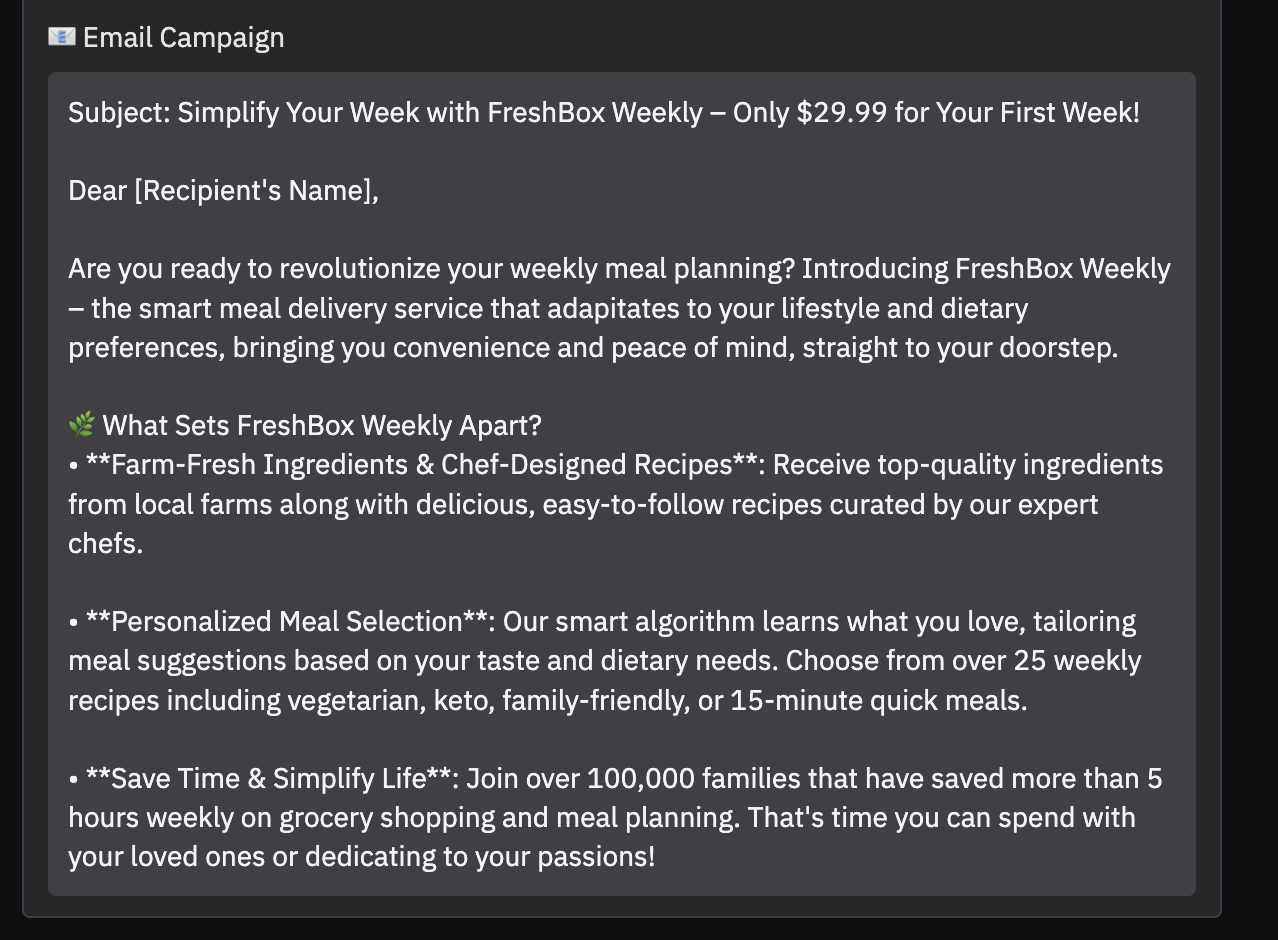 📧 Email Campaign
Subject: Simplify Your Week with FreshBox Weekly – Only $29.99 for Your First Week!
Dear [Recipient's Name],
Are you ready to revolutionize your weekly meal planning? Introducing FreshBox Weekly
– the smart meal delivery service that adapitates to your lifestyle and dietary
preferences, bringing you convenience and peace of mind, straight to your doorstep.
🌿 What Sets FreshBox Weekly Apart?
• **Farm-Fresh Ingredients & Chef-Designed Recipes**: Receive top-quality ingredients
from local farms along with delicious, easy-to-follow recipes curated by our expert
chefs.
• **Personalized Meal Selection**: Our smart algorithm learns what you love, tailoring
meal suggestions based on your taste and dietary needs. Choose from over 25 weekly
recipes including vegetarian, keto, family-friendly, or 15-minute quick meals.
• **Save Time & Simplify Life**: Join over 100,000 families that have saved more than 5
hours weekly on grocery shopping and meal planning. That's time you can spend with
your loved ones or dedicating to your passions!